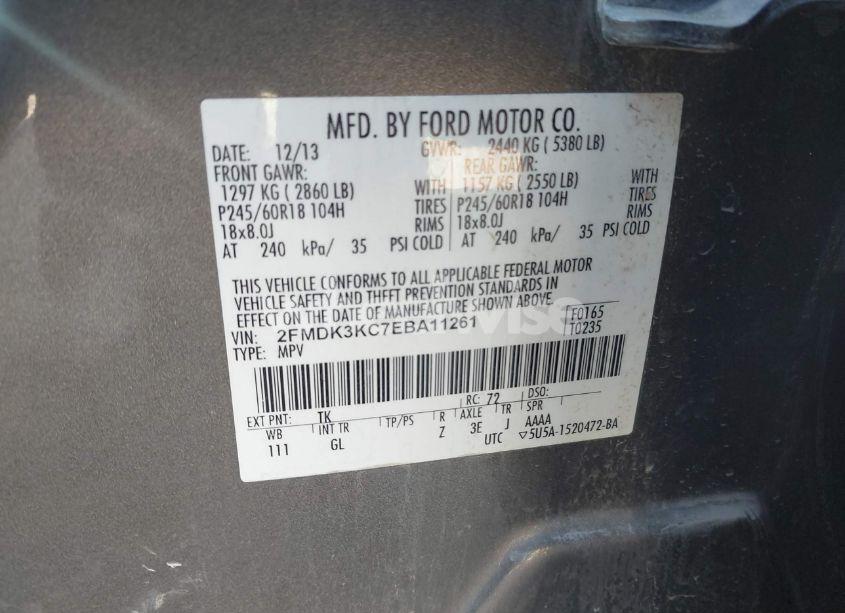 MFD. BY FORD MOTOR CO.
DATE: 12/13 GVWR: 2440 KG ( 5380 LB)
FRONT GAWR: REAR GAWR:
1297 KG ( 2860 LB) WITH 1157 KG ( 2550 LB) WITH
P245/60R18 104H TIRES P245/60R18 104H TIRES
18x8.0J RIMS 18x8.0J RIMS
AT 240 kPa/ 35 PSI COLD AT 240 kPa/ 35 PSI COLD
THIS VEHICLE CONFORMS TO ALL APPLICABLE FEDERAL MOTOR
VEHICLE SAFETY AND THEFT PREVENTION STANDARDS IN
EFFECT ON THE DATE OF MANUFACTURE SHOWN ABOVE.
VIN: 2FMDK3KC7EBA11261 F0165
TYPE: MPV T0235
RC: 72 DSO:
EXT PNT: TK
WB INT TR TP/PS R AXLE TR SPR
111 GL Z 3E J AAAA
UTC ▽5U5A-1520472-BA